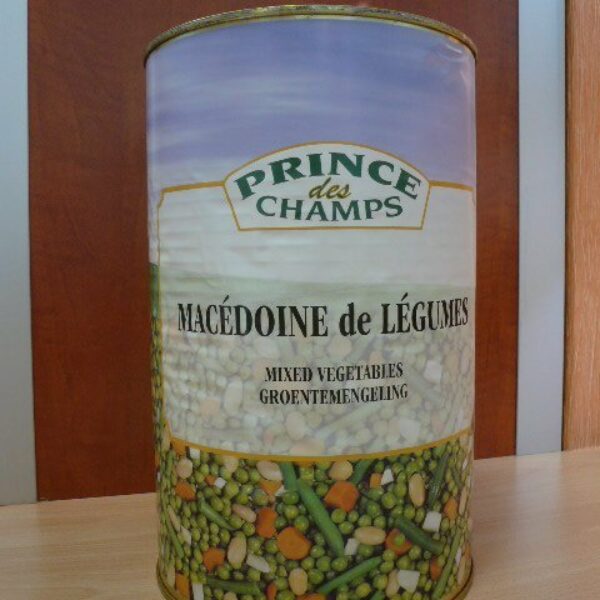 PRINCE
des
CHAMPS
MACÉDOINE de LÉGUMES
MIXED VEGETABLES
GROENTEMENGELING